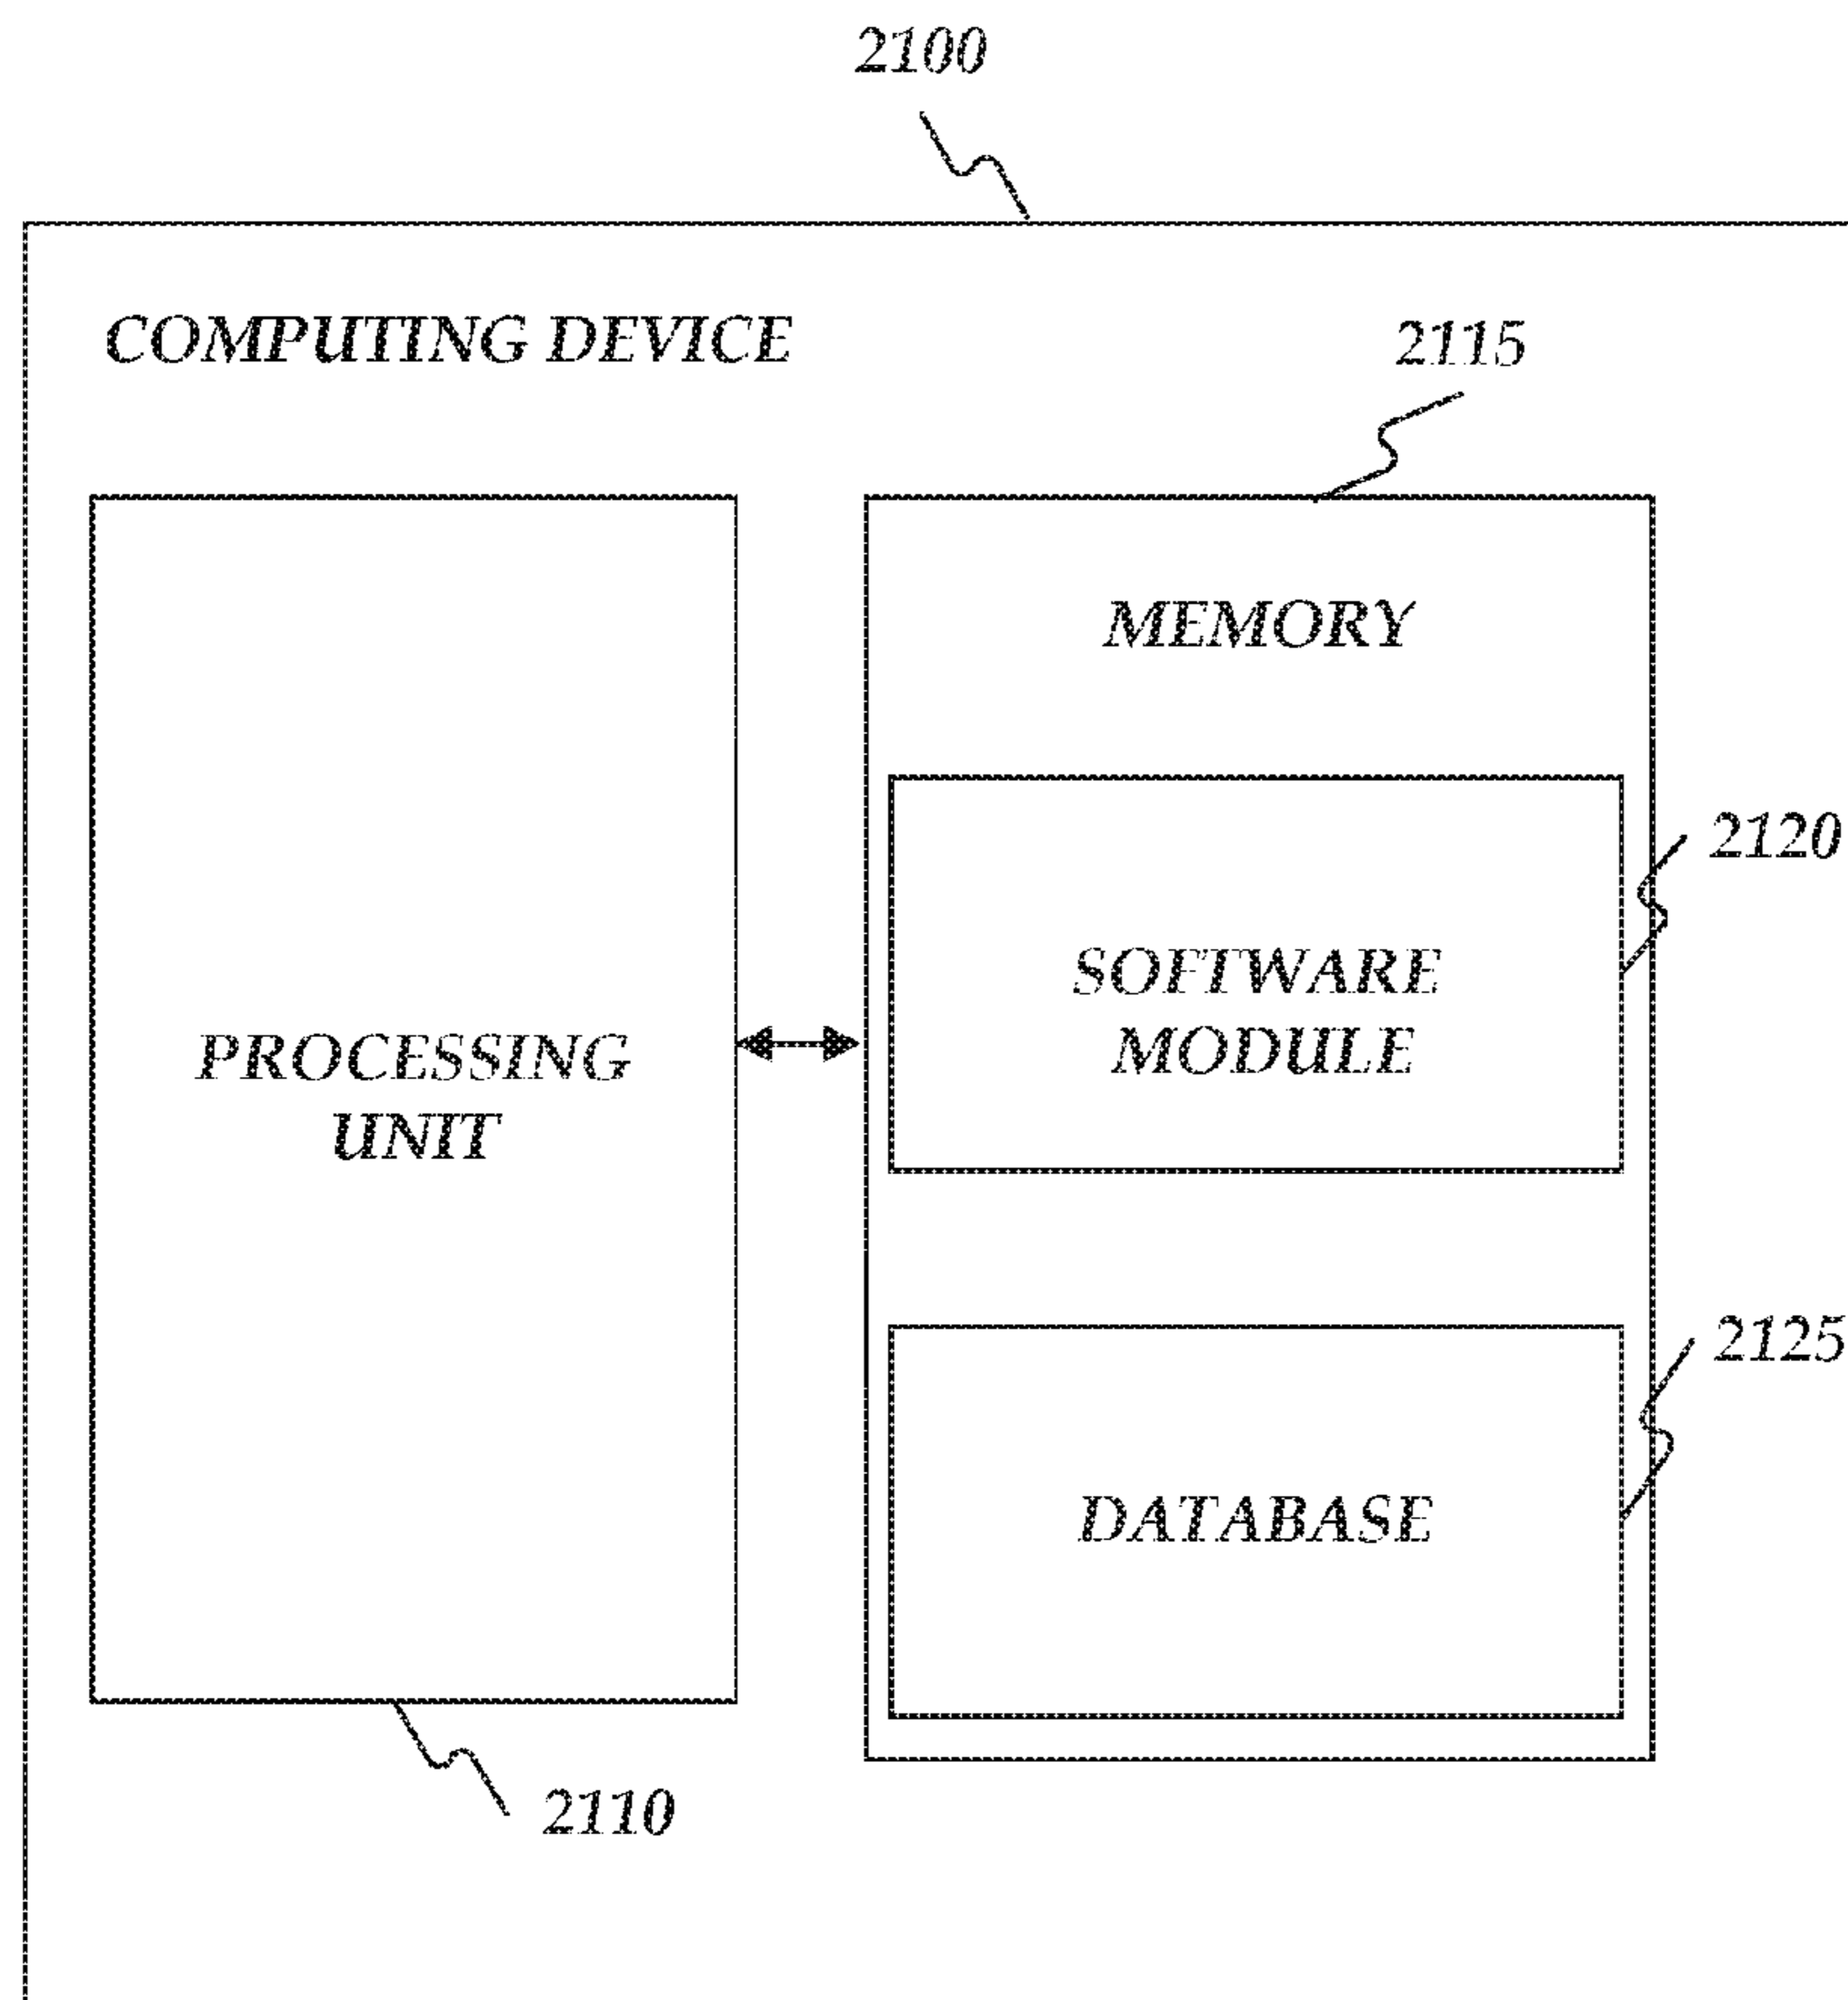 2100
COMPUTING DEVICE
2115
MEMORY
2120
SOFTWARE
MODULE
PROCESSING
UNIT
2125
DATABASE
2110